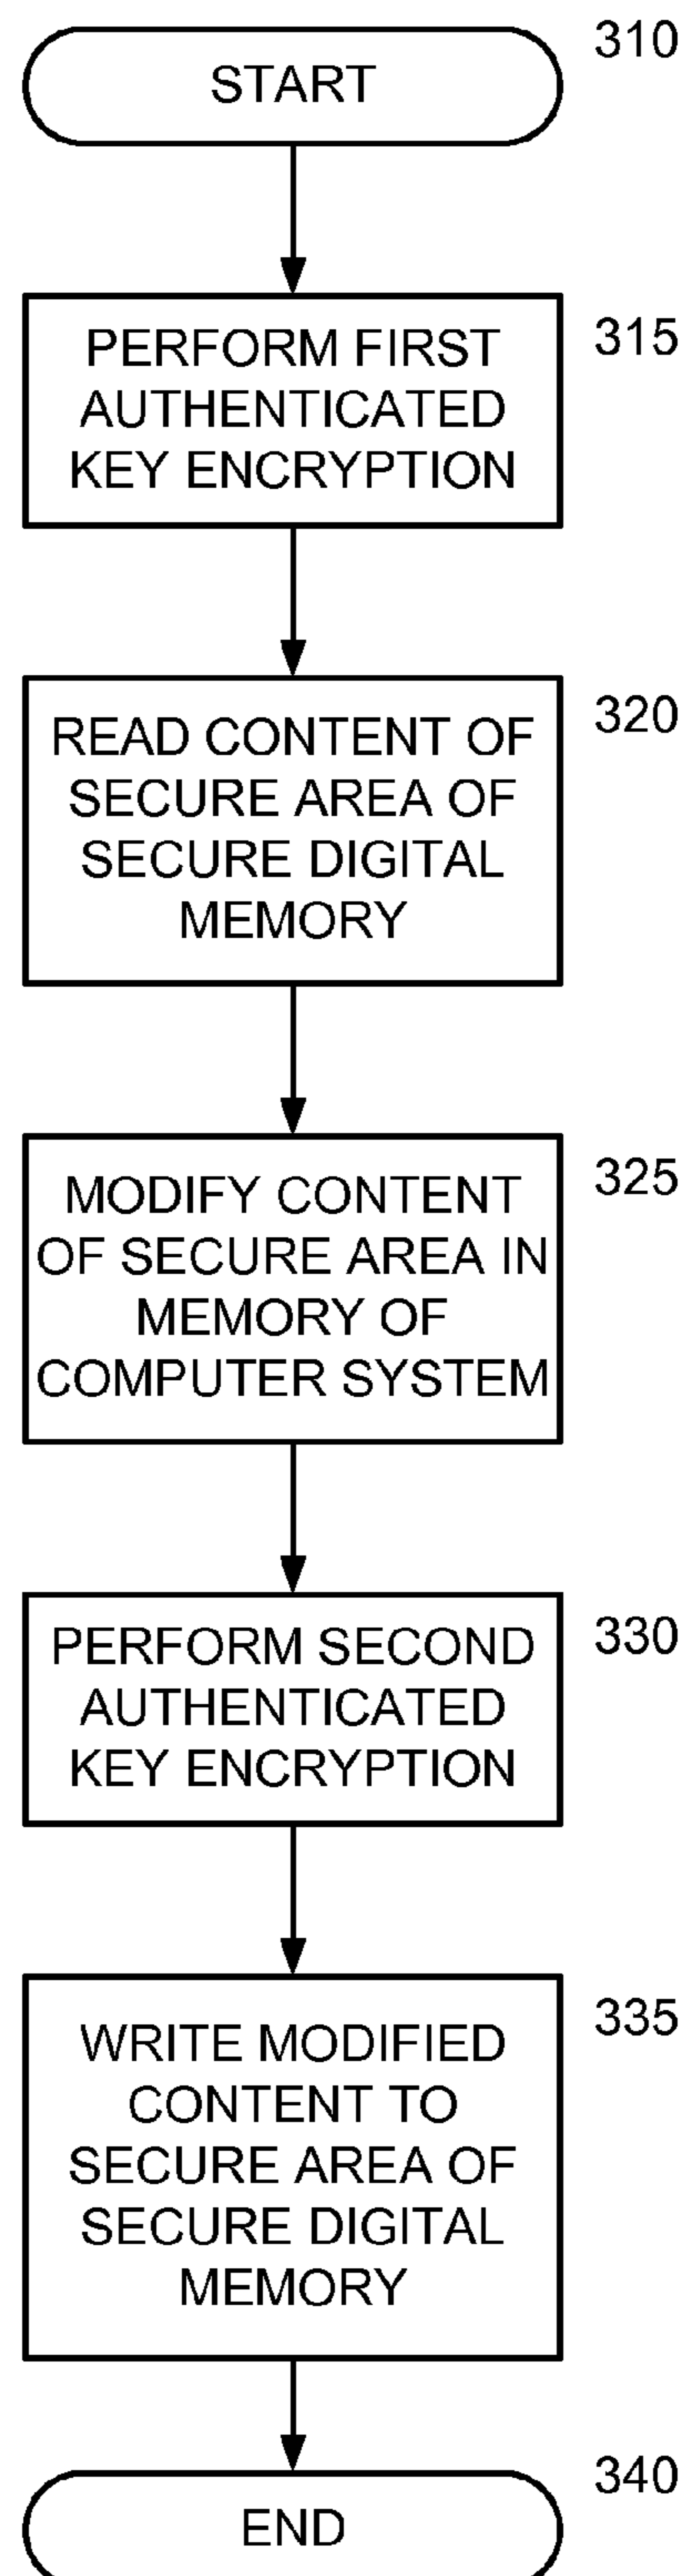 310
START
315
PERFORM FIRST
AUTHENTICATED
KEY ENCRYPTION
320
READ CONTENT OF
SECURE AREA OF
SECURE DIGITAL
MEMORY
325
MODIFY CONTENT
OF SECURE AREA IN
MEMORY OF
COMPUTER SYSTEM
330
PERFORM SECOND
AUTHENTICATED
KEY ENCRYPTION
335
WRITE MODIFIED
CONTENT TO
SECURE AREA OF
SECURE DIGITAL
MEMORY
340
END